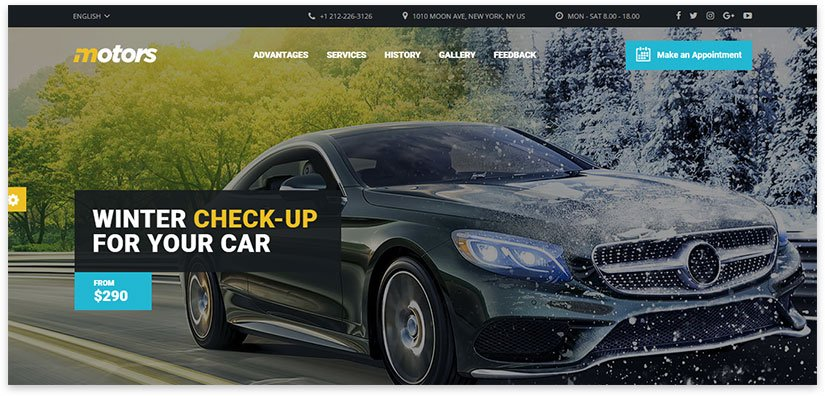 ENGLISH
+1 212-226-3126
1010 MOON AVE, NEW YORK, NY US
MON - SAT 8.00 - 18.00
motors
ADVANTAGES
SERVICES
HISTORY
GALLERY
FEEDBACK
Make an Appointment
WINTER CHECK-UP
FOR YOUR CAR
FROM
$290